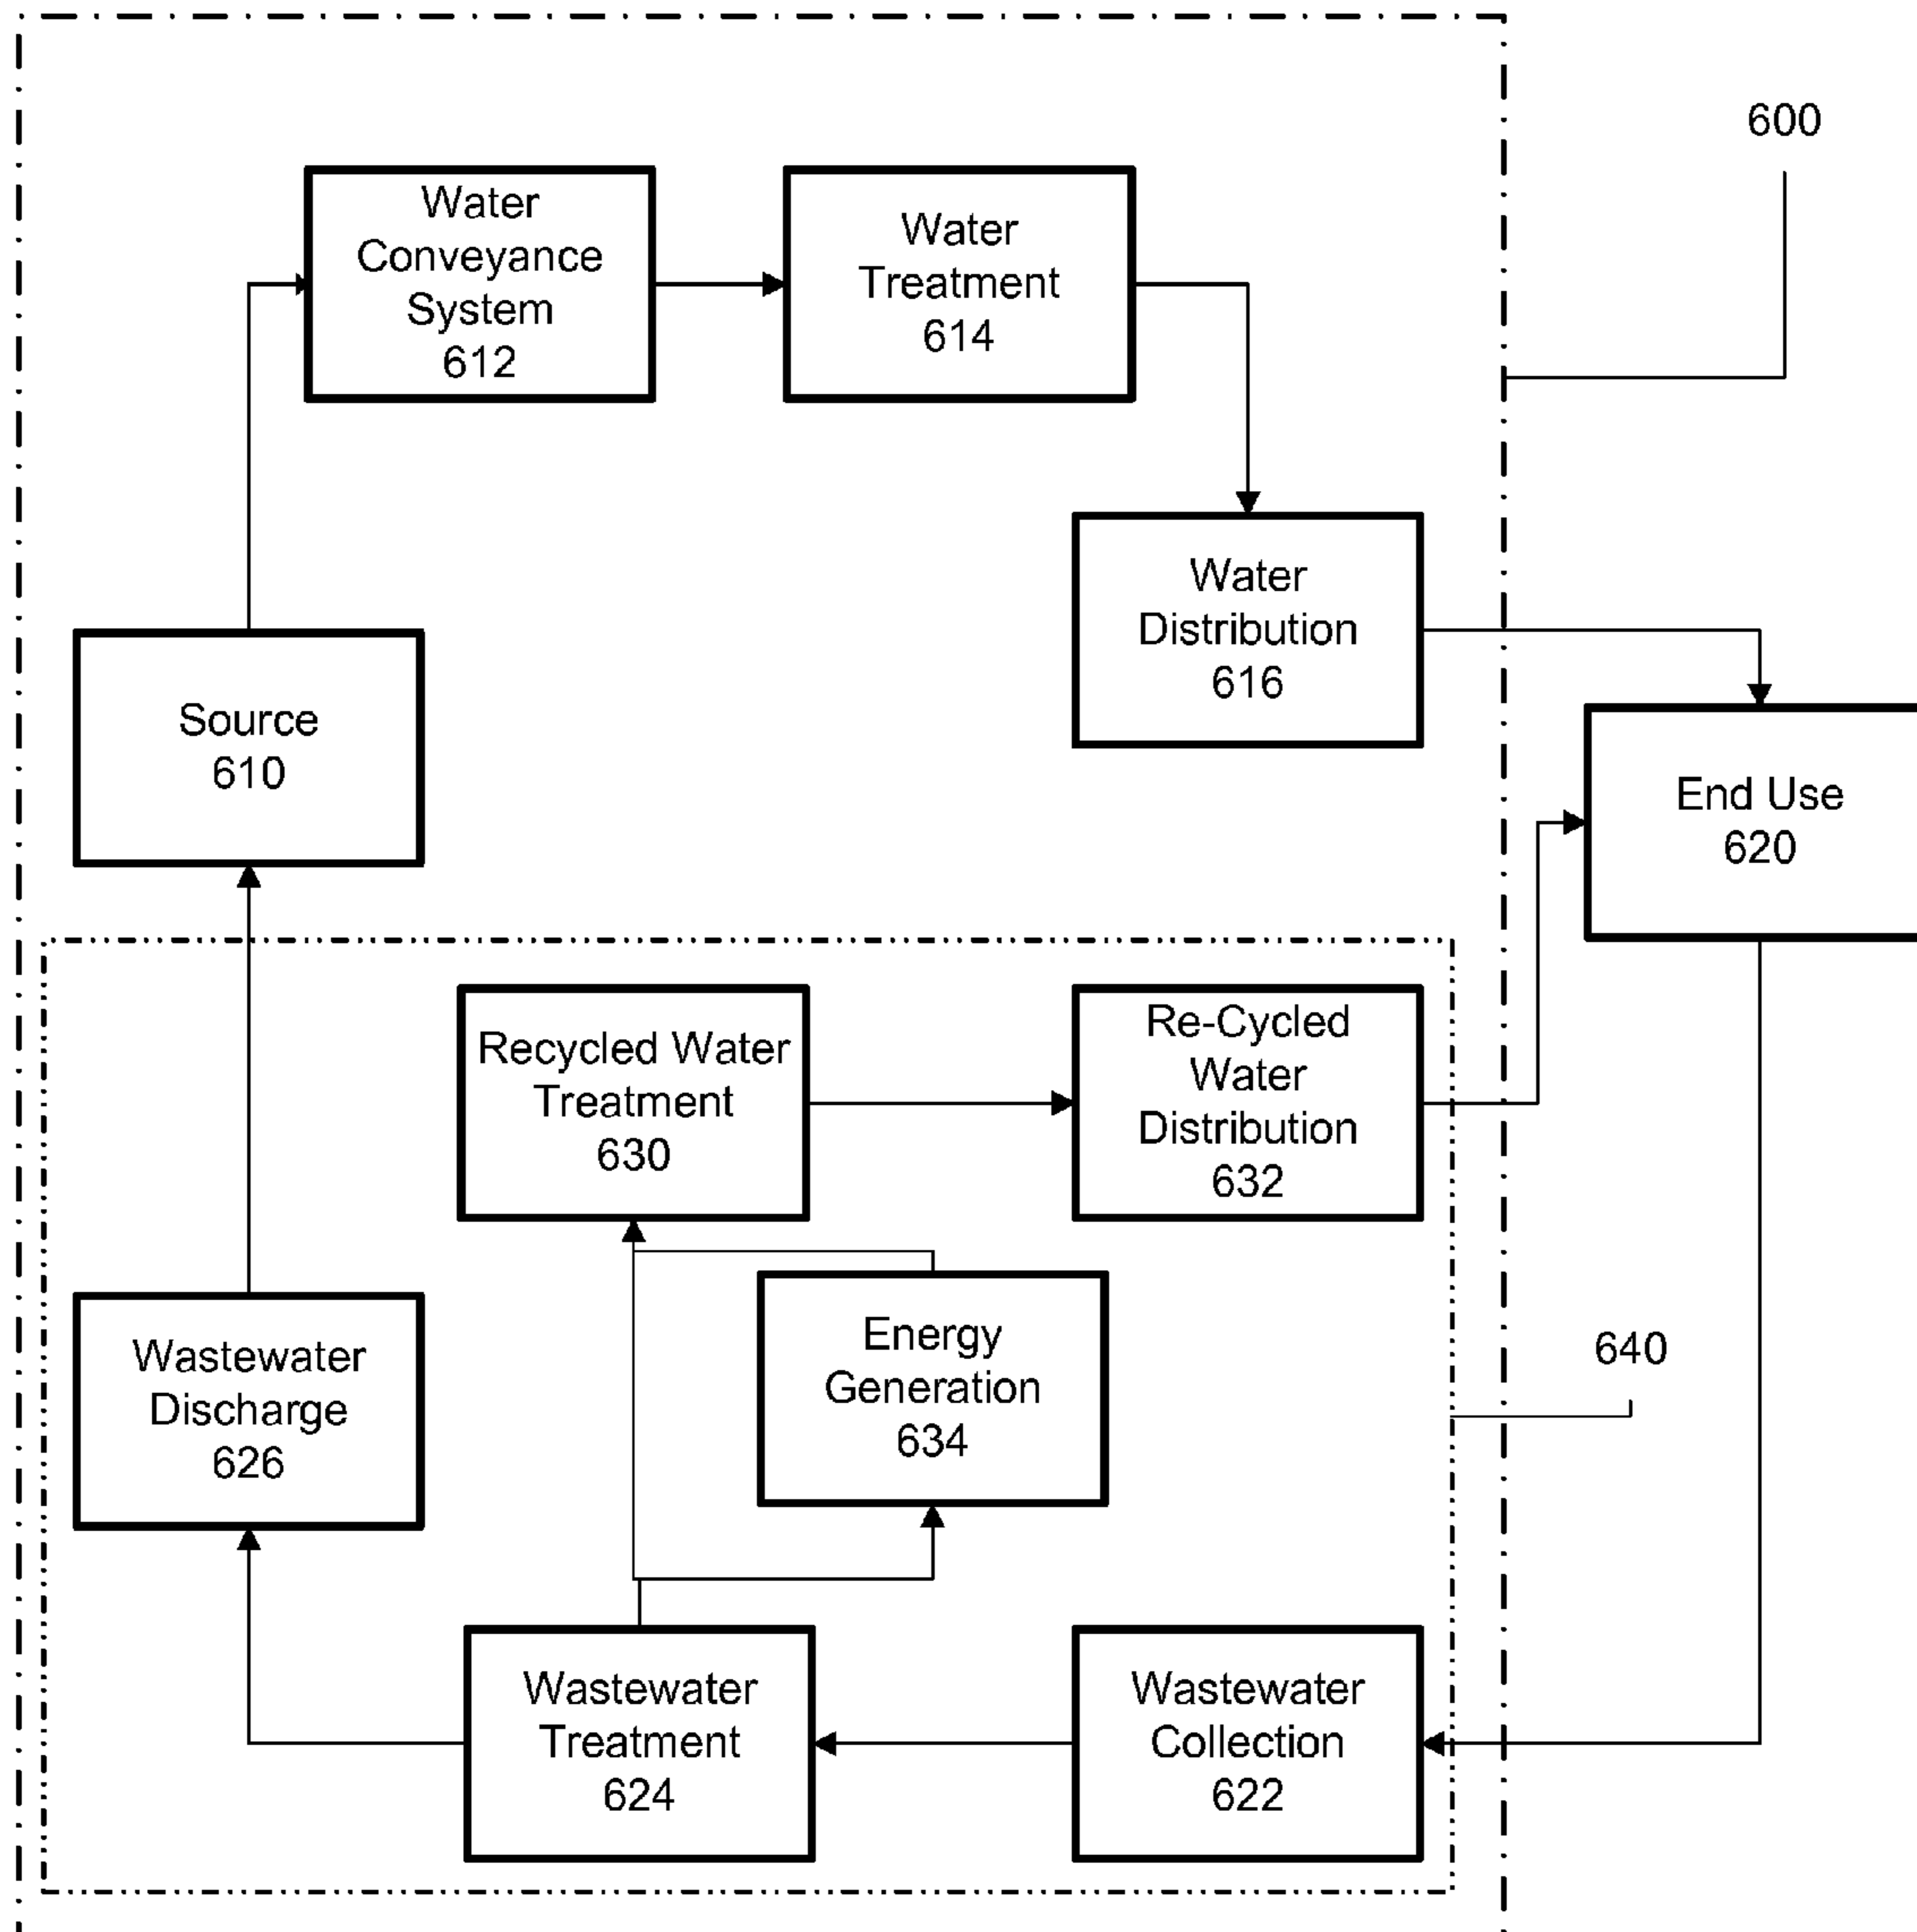 600
Water
Conveyance
System
612
Water
Treatment
614
Water
Distribution
616
Source
610
End Use
620
Recycled Water
Treatment
630
Re-Cycled
Water
Distribution
632
Energy
Generation
634
640
Wastewater
Discharge
626
Wastewater
Treatment
624
Wastewater
Collection
622